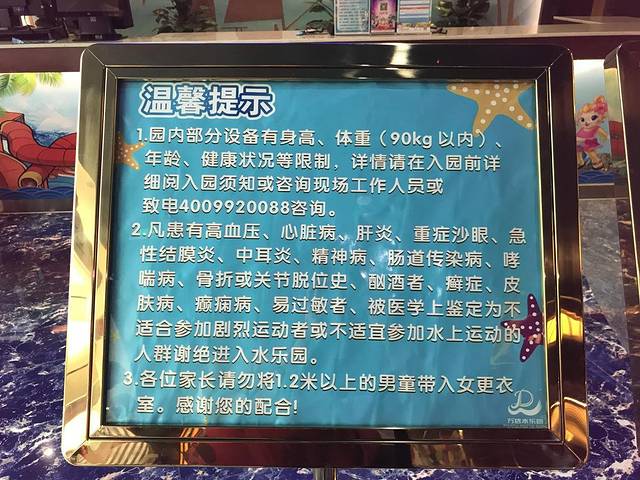 温馨提示
1.园内部分设备有身高、体重（90kg 以内）、
年龄、健康状况等限制，详情请在入园前详
细阅入园须知或咨询现场工作人员或
致电4009920088咨询。
2.凡患有高血压、心脏病、肝炎、重症沙眼、急
性结膜炎、中耳炎、精神病、肠道传染病、哮
喘病、骨折或关节脱位史、酗酒者、癣症、皮
肤病、癫痫病、易过敏者、被医学上鉴定为不
适合参加剧烈运动者或不适宜参加水上运动的
人群谢绝进入水乐园。
3.各位家长请勿将1.2米以上的男童带入女更衣
室。感谢您的配合!